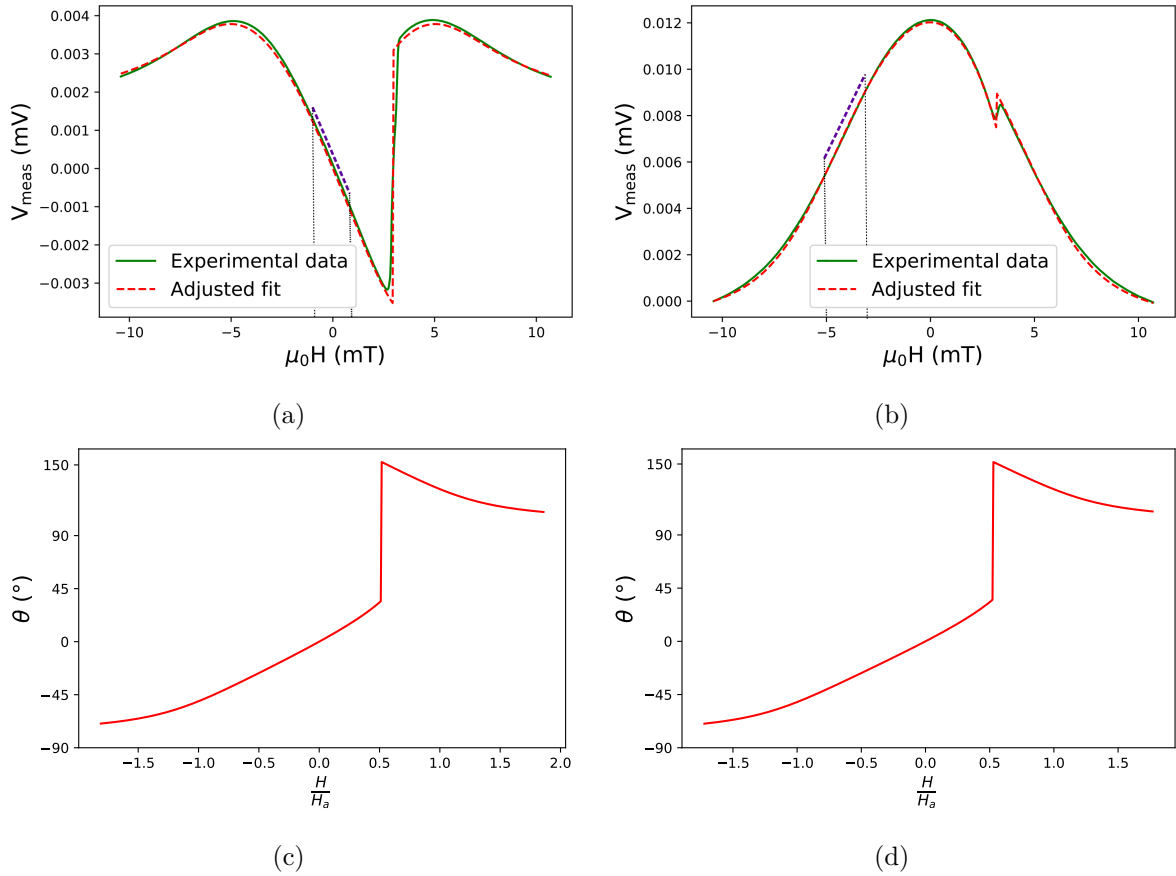 0.004
0.003
0.002
0.001
0.000
−0.001
−0.002
−0.003
V_meas (mV)
Experimental data
Adjusted fit
−10 −5 0 5 10
μ₀H (mT)
(a)
0.012
0.010
0.008
0.006
0.004
0.002
0.000
V_meas (mV)
Experimental data
Adjusted fit
−10 −5 0 5 10
μ₀H (mT)
(b)
150
90
45
0
−45
−90
θ (°)
−1.5 −1.0 −0.5 0.0 0.5 1.0 1.5 2.0
H
Hₐ
(c)
150
90
45
0
−45
−90
θ (°)
−1.5 −1.0 −0.5 0.0 0.5 1.0 1.5
H
Hₐ
(d)